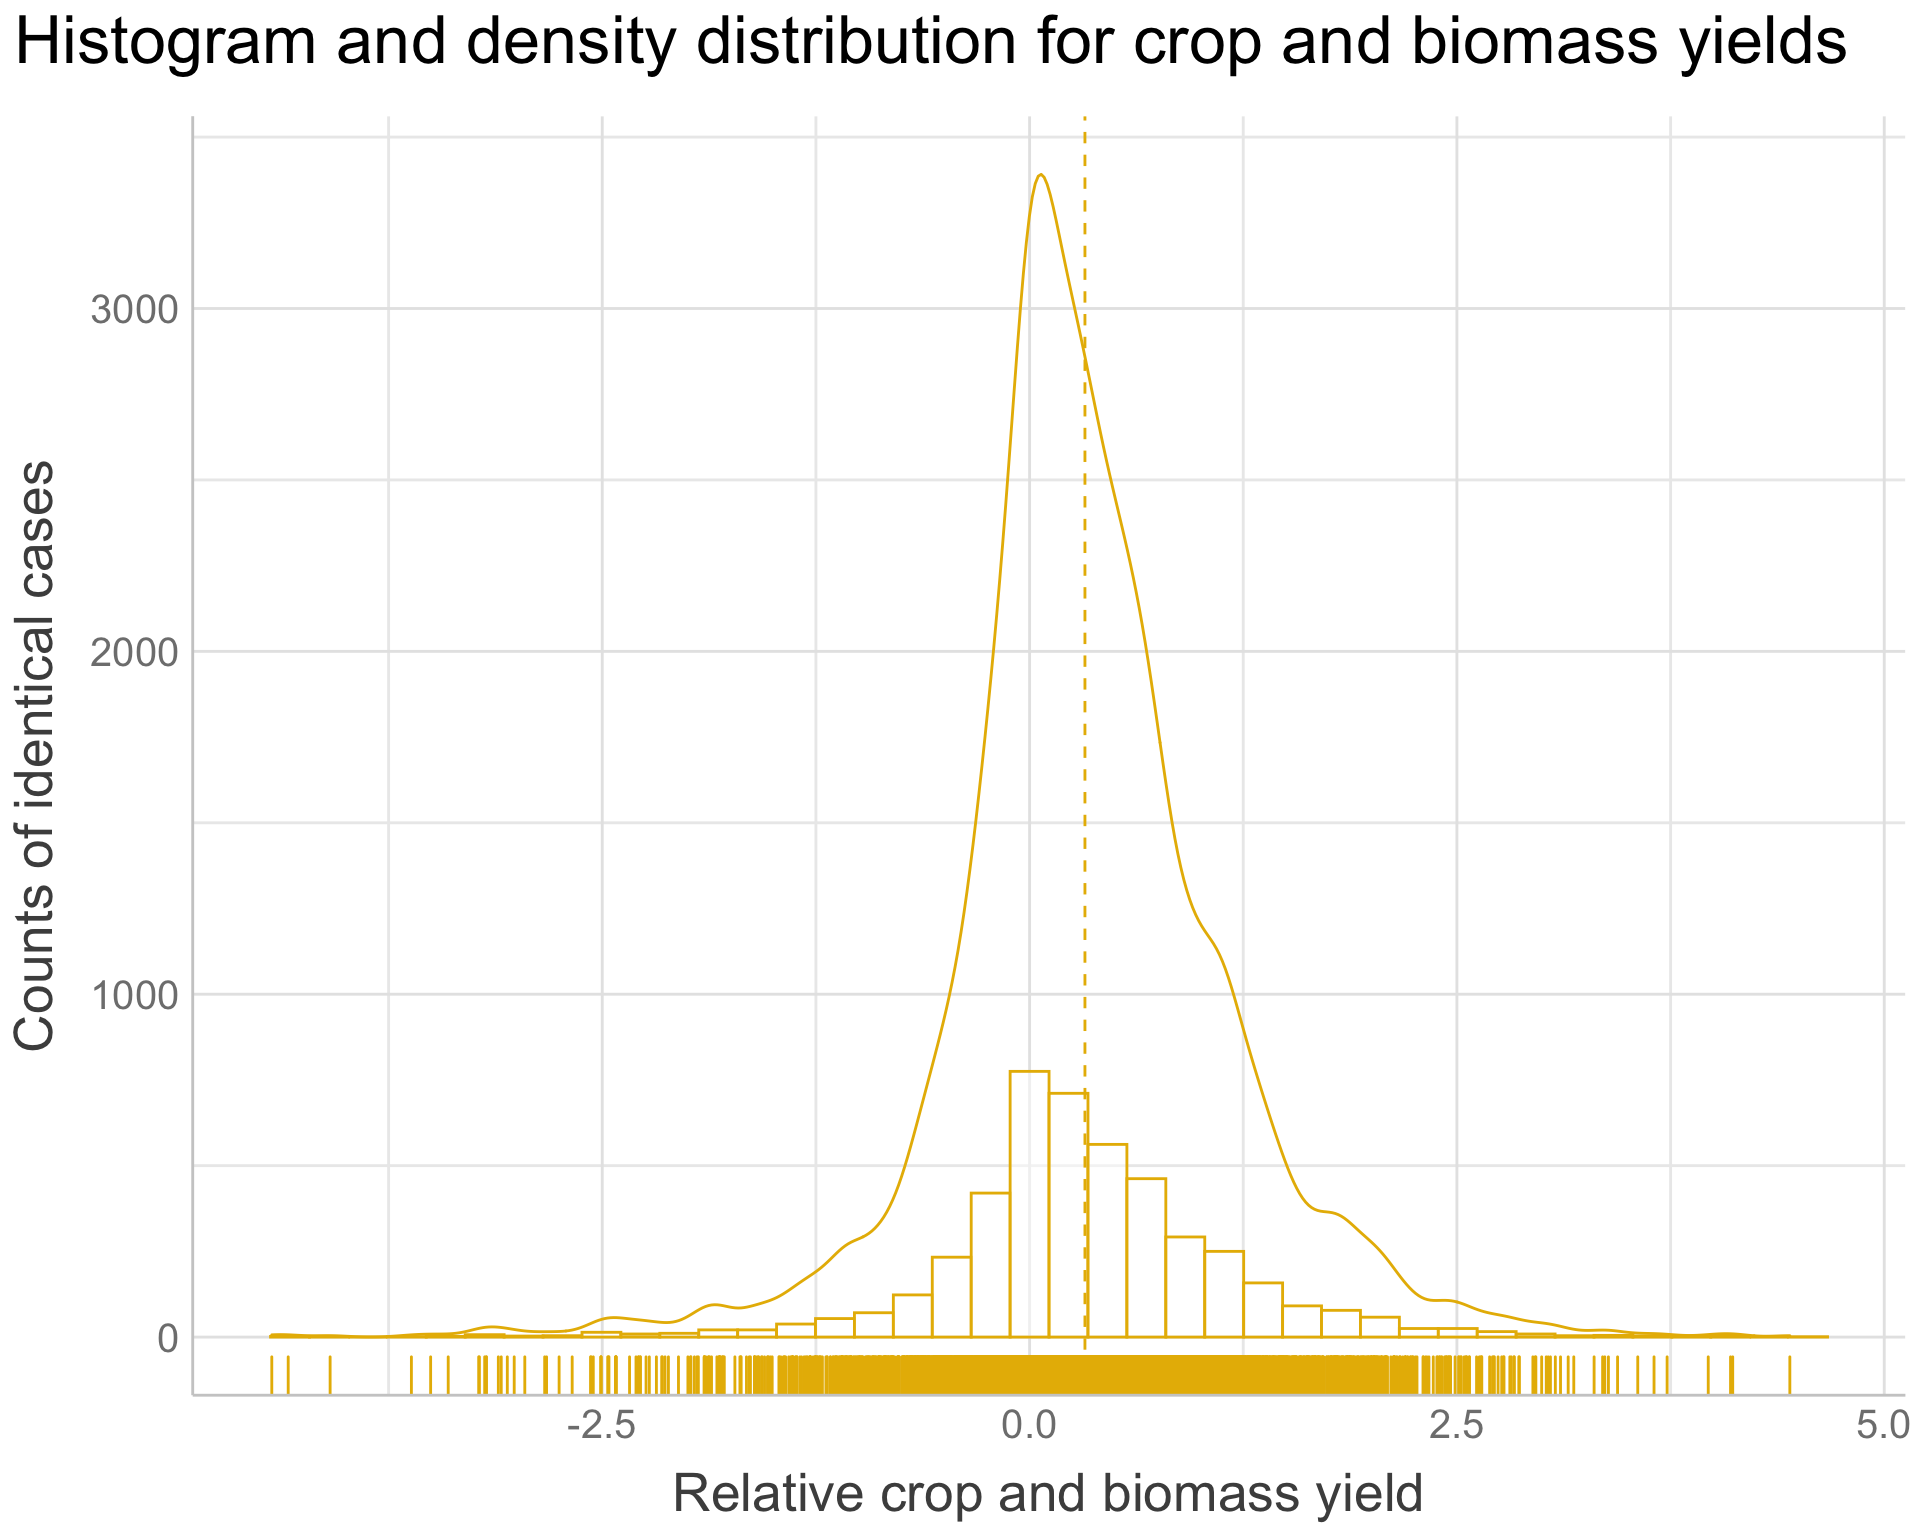 Histogram and density distribution for crop and biomass yields
Counts of identical cases
3000
2000
1000
0
-2.5 0.0 2.5 5.0
Relative crop and biomass yield